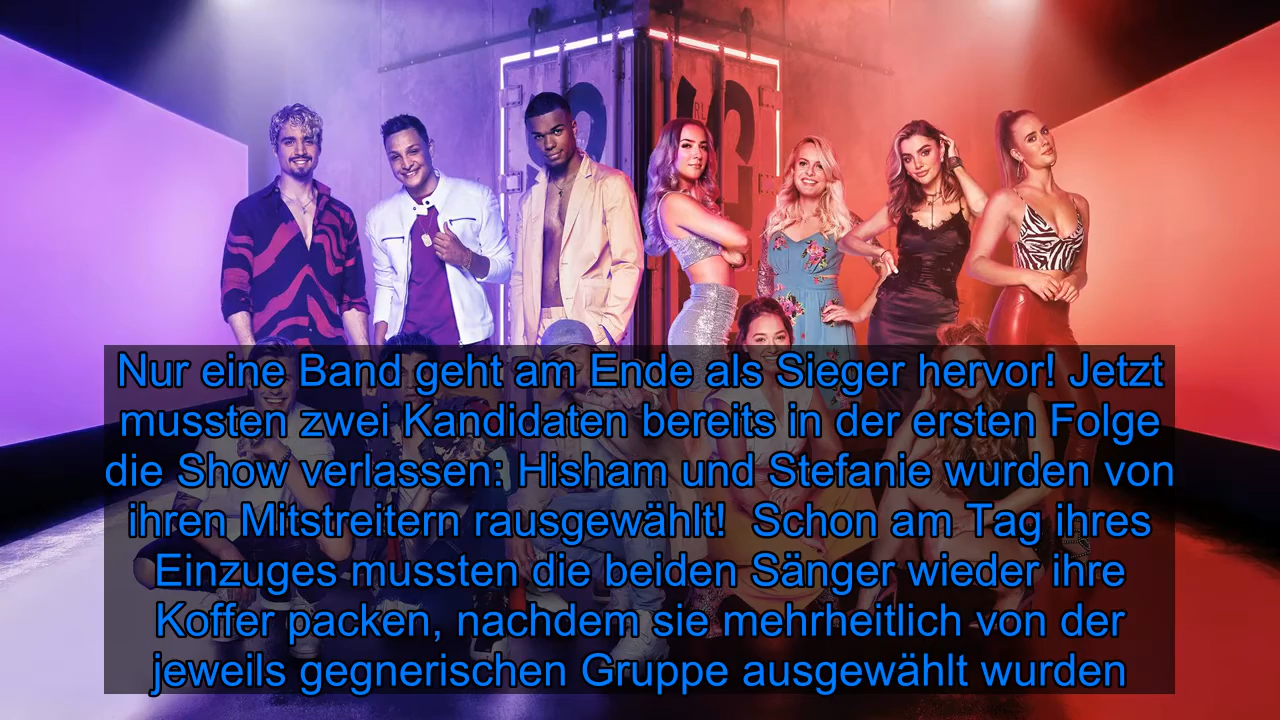 Nur eine Band geht am Ende als Sieger hervor! Jetzt
mussten zwei Kandidaten bereits in der ersten Folge
die Show verlassen: Hisham und Stefanie wurden von
ihren Mitstreitern rausgewählt!  Schon am Tag ihres
Einzuges mussten die beiden Sänger wieder ihre
Koffer packen, nachdem sie mehrheitlich von der
jeweils gegnerischen Gruppe ausgewählt wurden